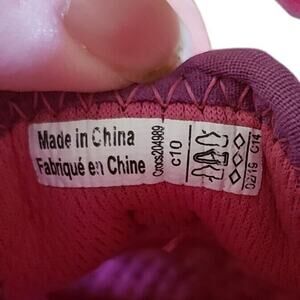 Made in China
Fabriqué en Chine
Crocs204989
C10
02/19 C14